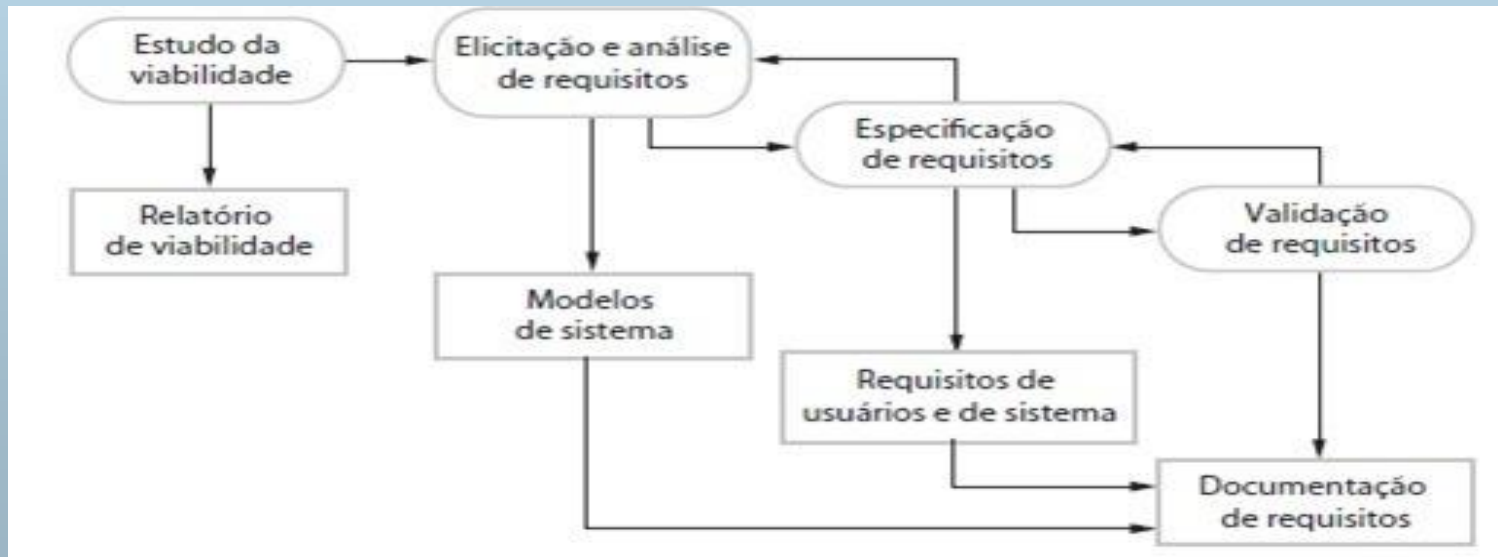 Estudo da
viabilidade
Elicitação e análise
de requisitos
Especificação
de requisitos
Validação
de requisitos
Relatório
de viabilidade
Modelos
de sistema
Requisitos de
usuários e de sistema
Documentação
de requisitos